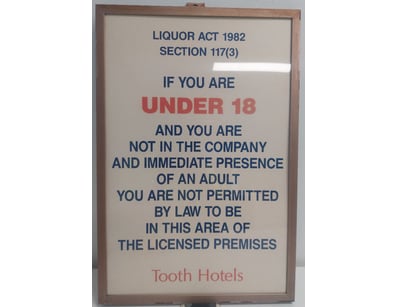 LIQUOR ACT 1982
SECTION 117(3)
IF YOU ARE
UNDER 18
AND YOU ARE
NOT IN THE COMPANY
AND IMMEDIATE PRESENCE
OF AN ADULT
YOU ARE NOT PERMITTED
BY LAW TO BE
IN THIS AREA OF
THE LICENSED PREMISES
Tooth Hotels